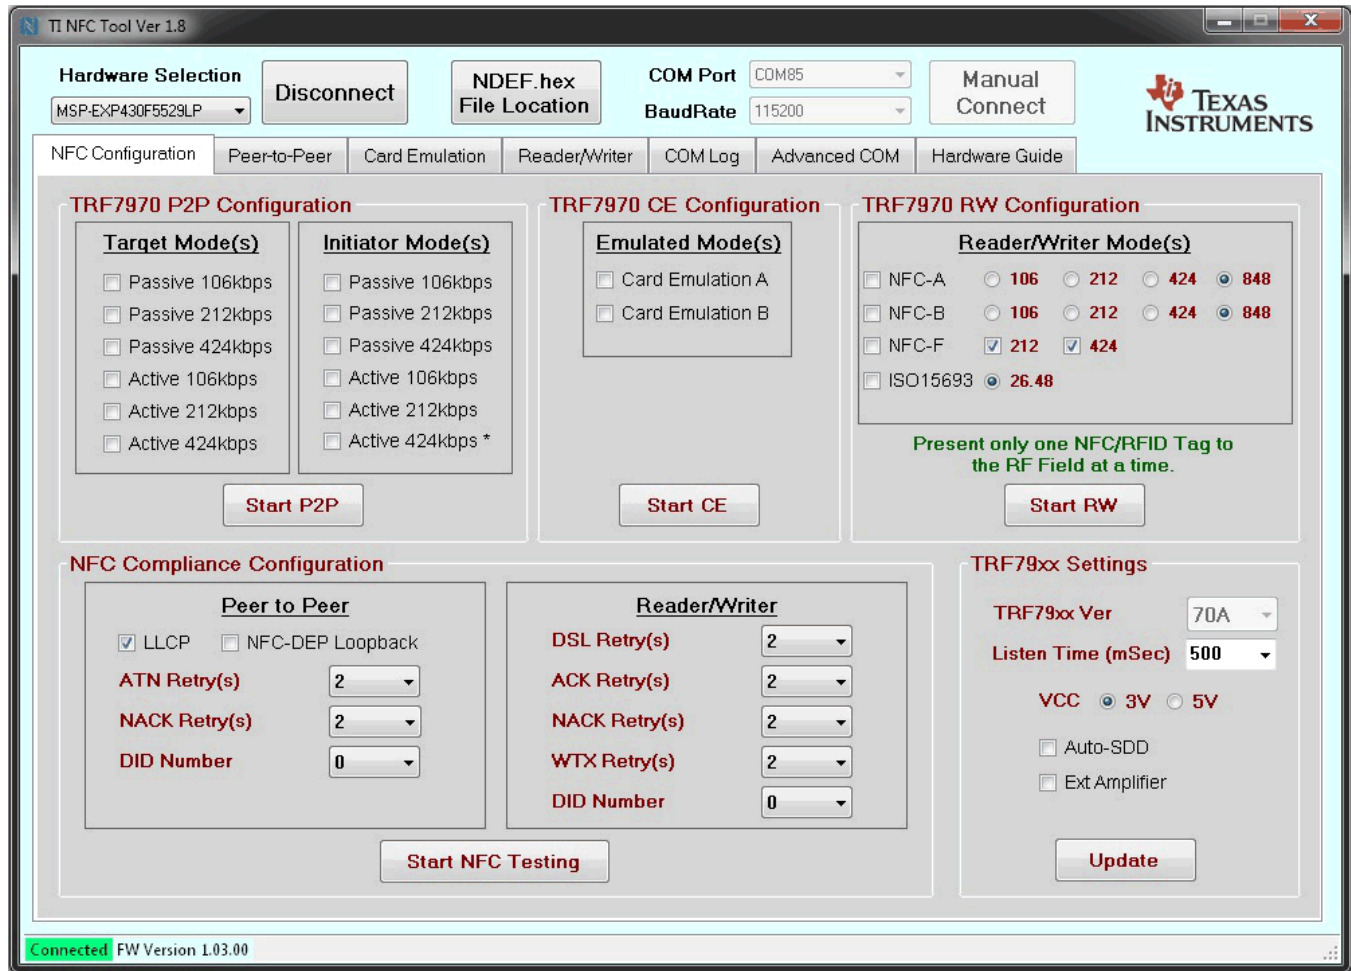 TI NFC Tool Ver 1.8
Hardware Selection
MSP-EXP430F5529LP
Disconnect
NDEF.hex
File Location
COM Port COM85
BaudRate 115200
Manual
Connect
TEXAS
INSTRUMENTS
NFC Configuration Peer-to-Peer Card Emulation Reader/Writer COM Log Advanced COM Hardware Guide
TRF7970 P2P Configuration
Target Mode(s)
Passive 106kbps
Passive 212kbps
Passive 424kbps
Active 106kbps
Active 212kbps
Active 424kbps
Initiator Mode(s)
Passive 106kbps
Passive 212kbps
Passive 424kbps
Active 106kbps
Active 212kbps
Active 424kbps *
Start P2P
TRF7970 CE Configuration
Emulated Mode(s)
Card Emulation A
Card Emulation B
Start CE
TRF7970 RW Configuration
Reader/Writer Mode(s)
NFC-A 106 212 424 848
NFC-B 106 212 424 848
NFC-F 212 424
ISO15693 26.48
Present only one NFC/RFID Tag to
the RF Field at a time.
Start RW
NFC Compliance Configuration
Peer to Peer
LLCP NFC-DEP Loopback
ATN Retry(s) 2
NACK Retry(s) 2
DID Number 0
Reader/Writer
DSL Retry(s) 2
ACK Retry(s) 2
NACK Retry(s) 2
WTX Retry(s) 2
DID Number 0
Start NFC Testing
TRF79xx Settings
TRF79xx Ver 70A
Listen Time (mSec) 500
VCC 3V 5V
Auto-SDD
Ext Amplifier
Update
Connected FW Version 1.03.00